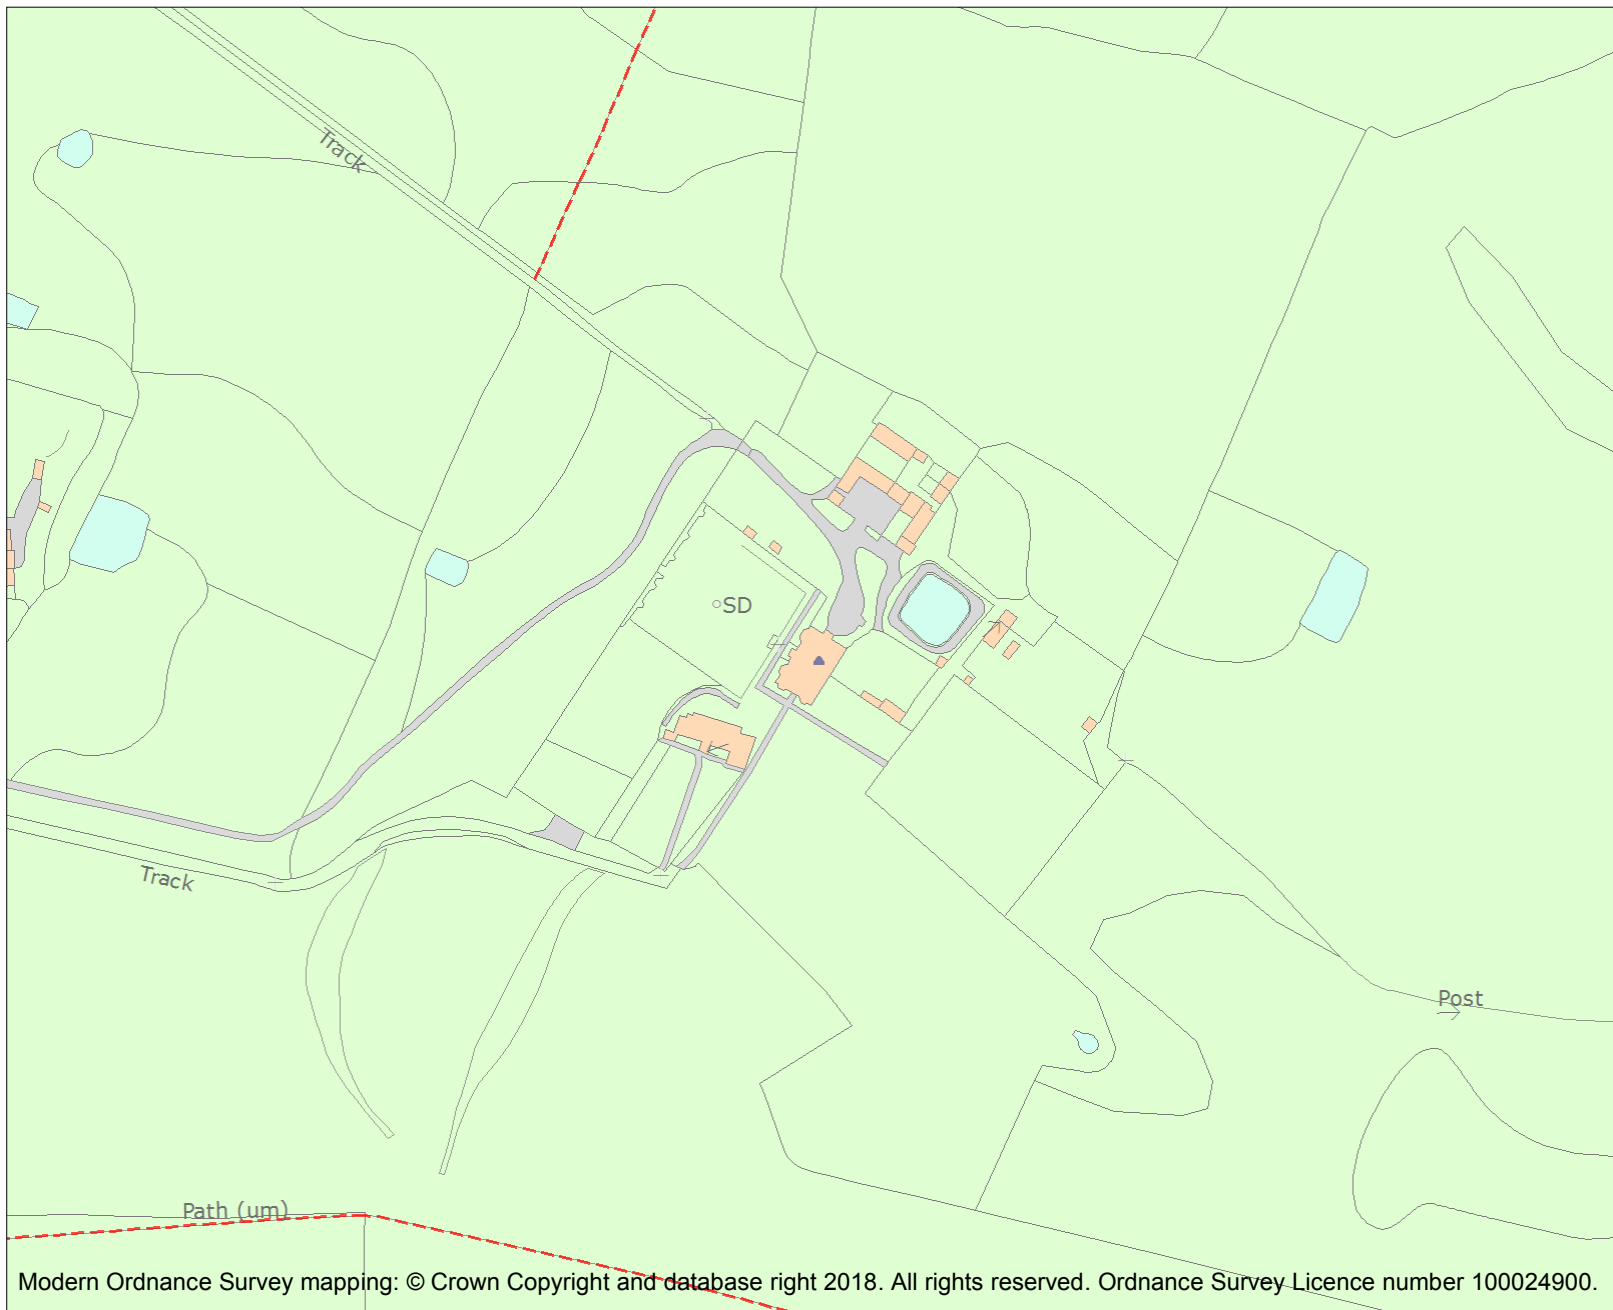 Track
SD
Track
Post
Path (um)
Modern Ordnance Survey mapping: © Crown Copyright and database right 2018. All rights reserved. Ordnance Survey Licence number 100024900.